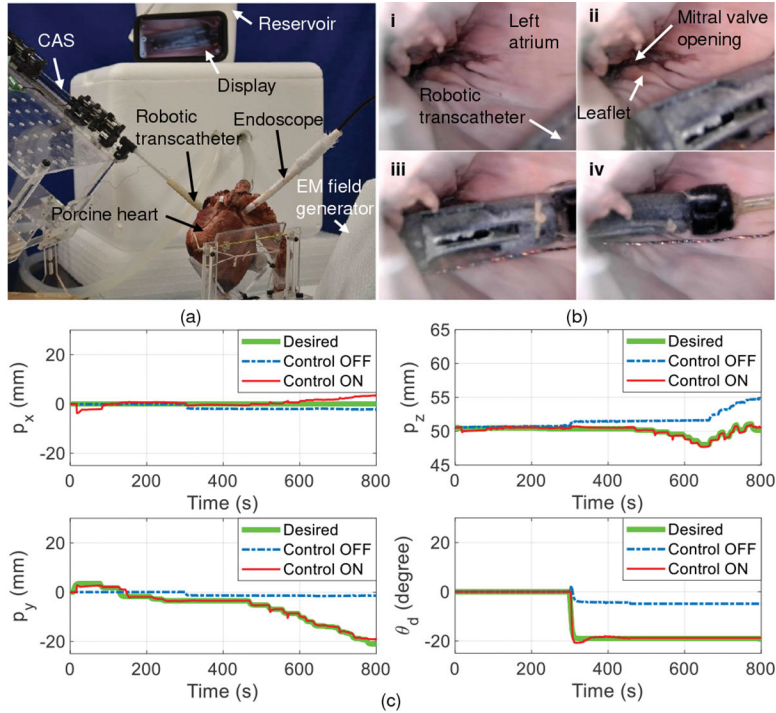 CAS
Reservoir
Display
Robotic
transcatheter
Endoscope
EM field
generator
Porcine heart
(a)
i
Left
atrium
Robotic
transcatheter
ii
Mitral valve
opening
Leaflet
iii
iv
(b)
20
0
-20
p_x (mm)
0 200 400 600 800
Time (s)
Desired
Control OFF
Control ON
65
60
55
50
45
p_z (mm)
0 200 400 600 800
Time (s)
Desired
Control OFF
Control ON
20
0
-20
p_y (mm)
0 200 400 600 800
Time (s)
Desired
Control OFF
Control ON
20
0
-20
θ_d (degree)
0 200 400 600 800
Time (s)
Desired
Control OFF
Control ON
(c)